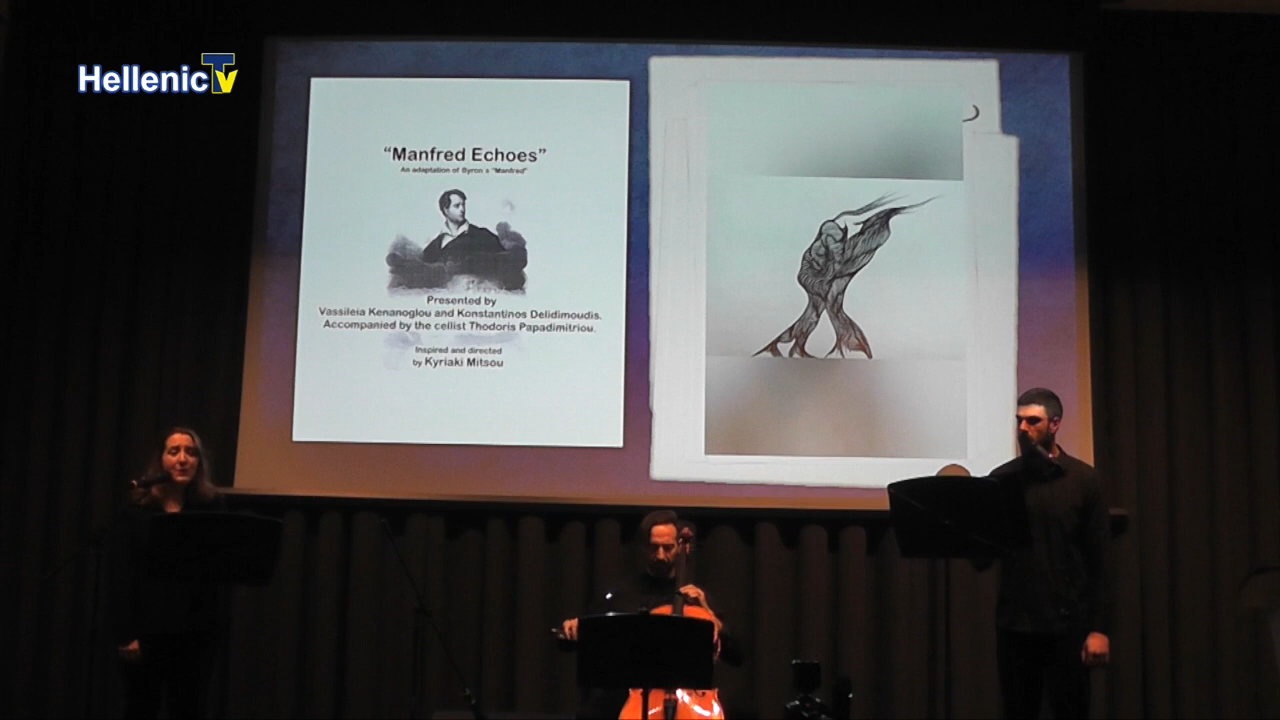 HellenicTv
“Manfred Echoes”
An adaptation of Byron´s “Manfred”
Presented by
Vassileia Kenanoglou and Konstantinos Delidimoudis.
Accompanied by the cellist Thodoris Papadimitriou.
Inspired and directed
by Kyriaki Mitsou